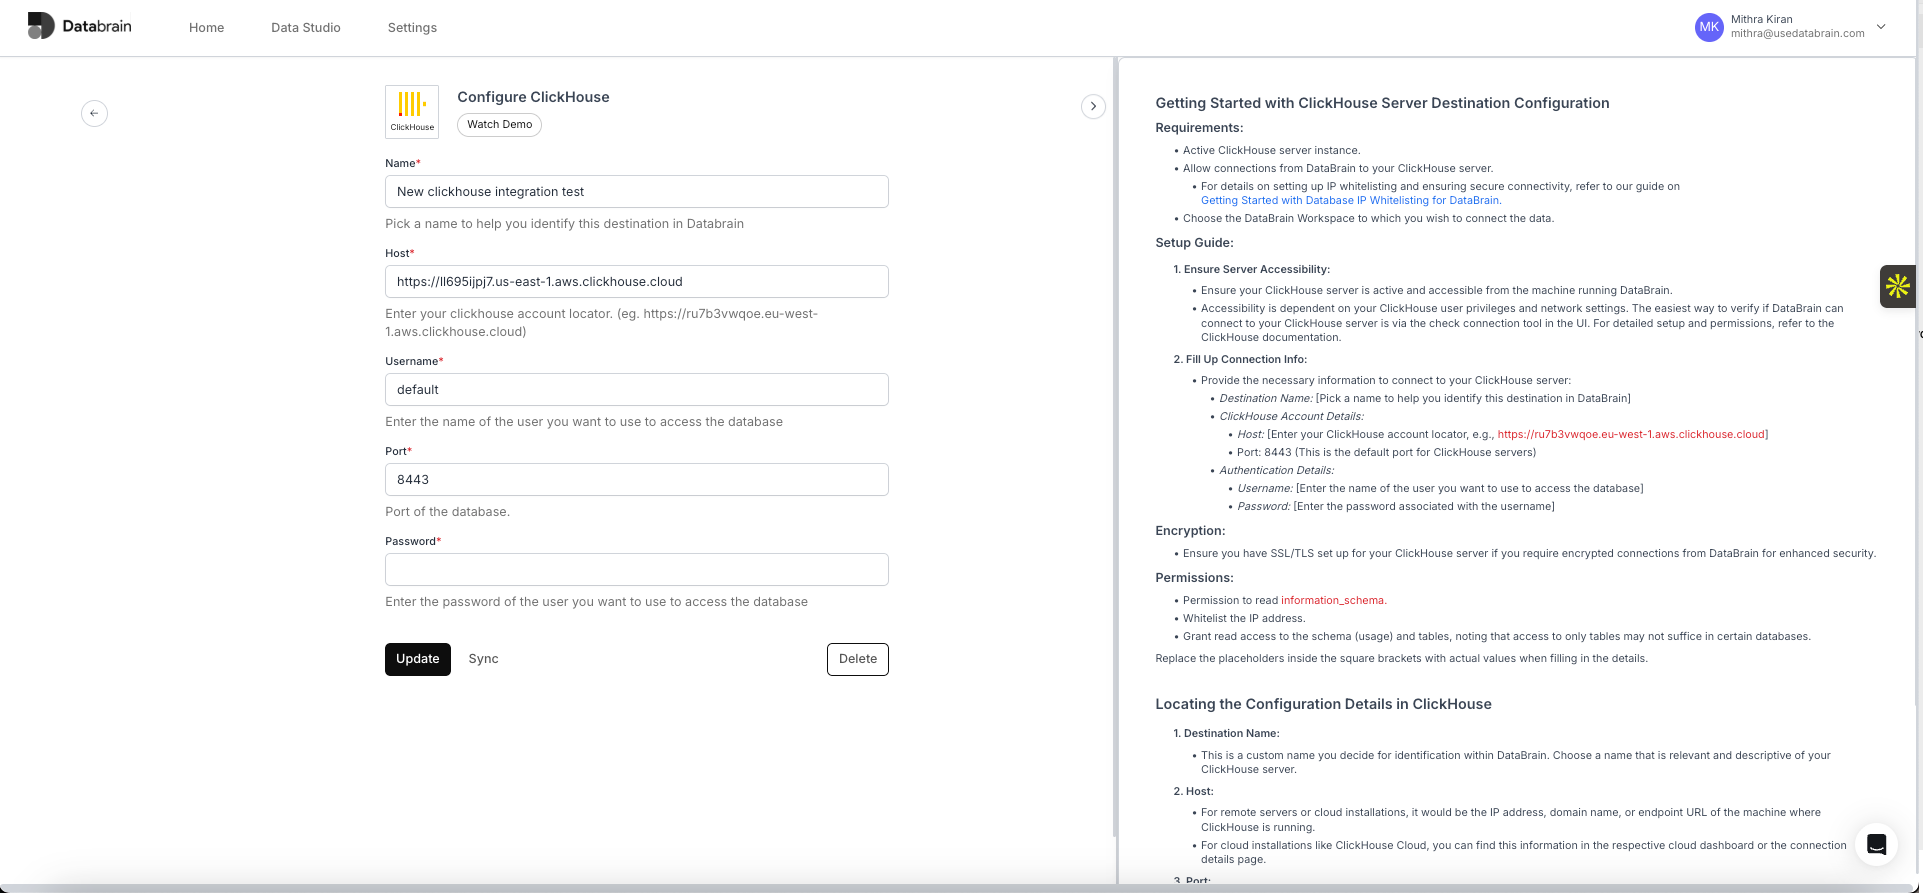 Databrain
Home
Data Studio
Settings
MK
Mithra Kiran
mithra@usedatabrain.com
ClickHouse
Configure ClickHouse
Watch Demo
Name*
New clickhouse integration test
Pick a name to help you identify this destination in Databrain
Host*
https://ll695ijpj7.us-east-1.aws.clickhouse.cloud
Enter your clickhouse account locator. (eg. https://ru7b3vwqoe.eu-west-
1.aws.clickhouse.cloud)
Username*
default
Enter the name of the user you want to use to access the database
Port*
8443
Port of the database.
Password*
Enter the password of the user you want to use to access the database
Update
Sync
Delete
Getting Started with ClickHouse Server Destination Configuration
Requirements:
• Active ClickHouse server instance.
• Allow connections from DataBrain to your ClickHouse server.
• For details on setting up IP whitelisting and ensuring secure connectivity, refer to our guide on
Getting Started with Database IP Whitelisting for DataBrain.
• Choose the DataBrain Workspace to which you wish to connect the data.
Setup Guide:
1. Ensure Server Accessibility:
• Ensure your ClickHouse server is active and accessible from the machine running DataBrain.
• Accessibility is dependent on your ClickHouse user privileges and network settings. The easiest way to verify if DataBrain can
connect to your ClickHouse server is via the check connection tool in the UI. For detailed setup and permissions, refer to the
ClickHouse documentation.
2. Fill Up Connection Info:
• Provide the necessary information to connect to your ClickHouse server:
• Destination Name: [Pick a name to help you identify this destination in DataBrain]
• ClickHouse Account Details:
• Host: [Enter your ClickHouse account locator, e.g., https://ru7b3vwqoe.eu-west-1.aws.clickhouse.cloud]
• Port: 8443 (This is the default port for ClickHouse servers)
• Authentication Details:
• Username: [Enter the name of the user you want to use to access the database]
• Password: [Enter the password associated with the username]
Encryption:
• Ensure you have SSL/TLS set up for your ClickHouse server if you require encrypted connections from DataBrain for enhanced security.
Permissions:
• Permission to read information_schema.
• Whitelist the IP address.
• Grant read access to the schema (usage) and tables, noting that access to only tables may not suffice in certain databases.
Replace the placeholders inside the square brackets with actual values when filling in the details.
Locating the Configuration Details in ClickHouse
1. Destination Name:
• This is a custom name you decide for identification within DataBrain. Choose a name that is relevant and descriptive of your
ClickHouse server.
2. Host:
• For remote servers or cloud installations, it would be the IP address, domain name, or endpoint URL of the machine where
ClickHouse is running.
• For cloud installations like ClickHouse Cloud, you can find this information in the respective cloud dashboard or the connection
details page.
3. Port: